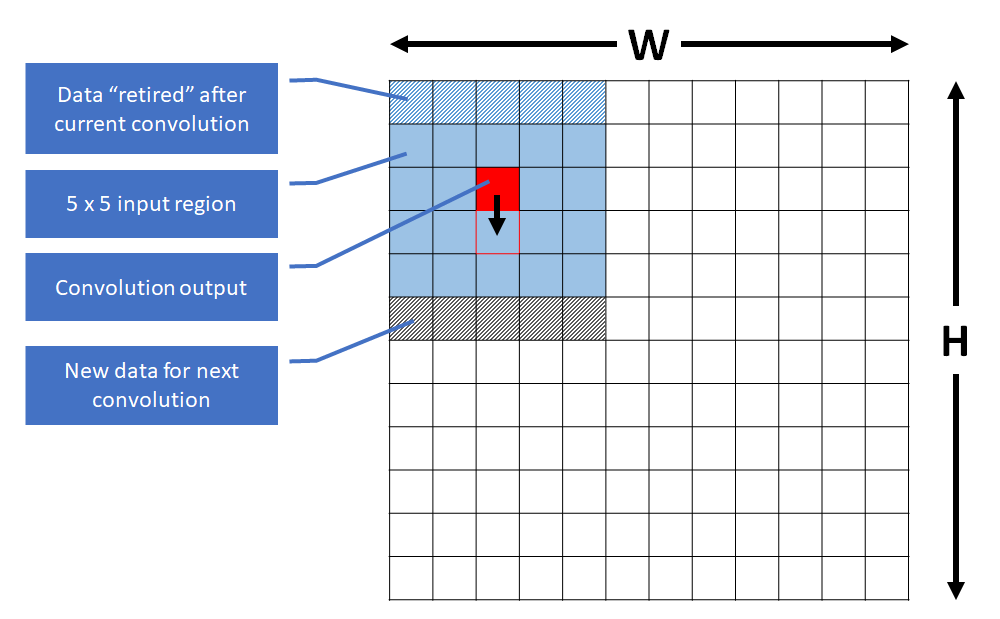 W
Data “retired” after
current convolution
5 x 5 input region
Convolution output
New data for next
convolution
H